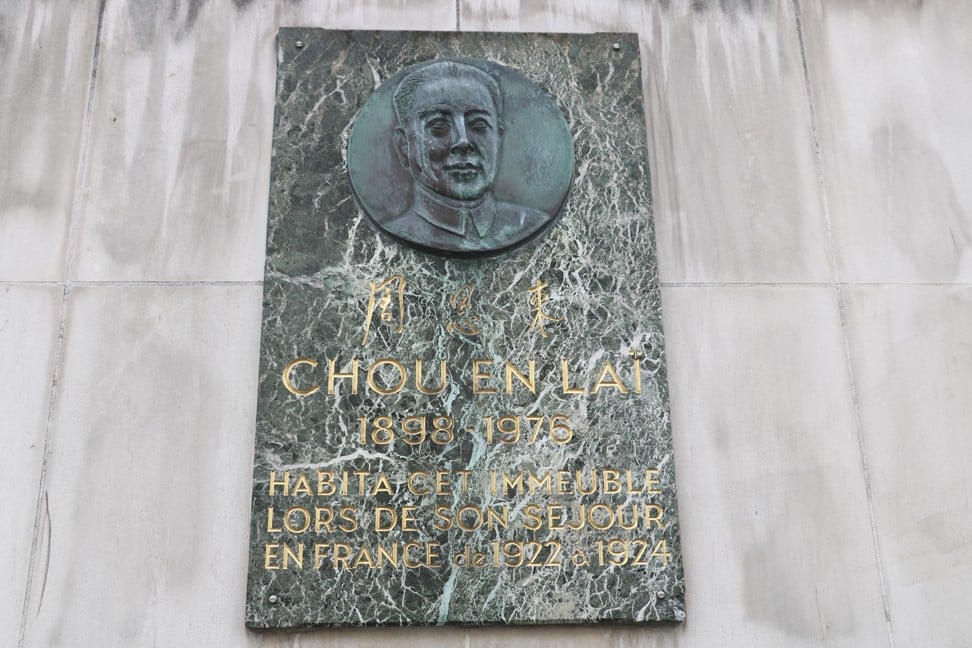 周恩來
CHOU EN LAÏ
1898-1976
HABITA CET IMMEUBLE
LORS DE SON SEJOUR
EN FRANCE de 1922 à 1924